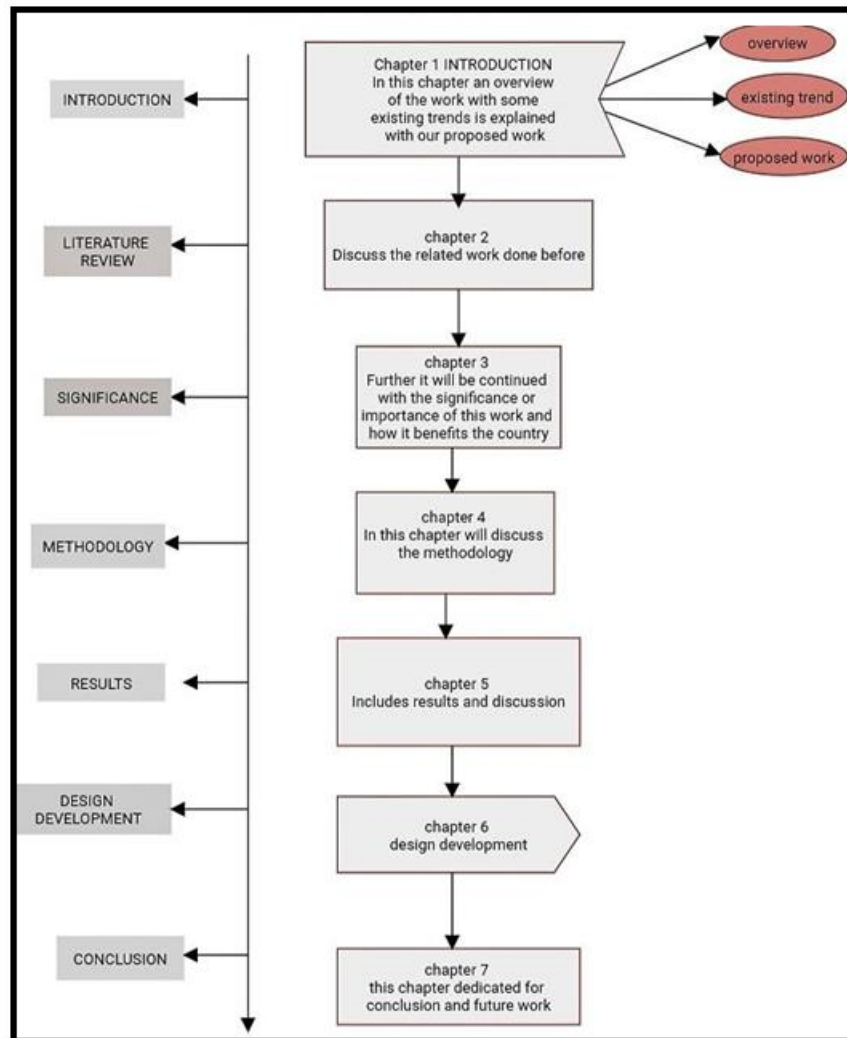 INTRODUCTION
LITERATURE
REVIEW
SIGNIFICANCE
METHODOLOGY
RESULTS
DESIGN
DEVELOPMENT
CONCLUSION
Chapter 1 INTRODUCTION
In this chapter an overview
of the work with some
existing trends is explained
with our proposed work
overview
existing trend
proposed work
chapter 2
Discuss the related work done before
chapter 3
Further it will be continued
with the significance or
importance of this work and
how it benefits the country
chapter 4
In this chapter will discuss
the methodology
chapter 5
Includes results and discussion
chapter 6
design development
chapter 7
this chapter dedicated for
conclusion and future work